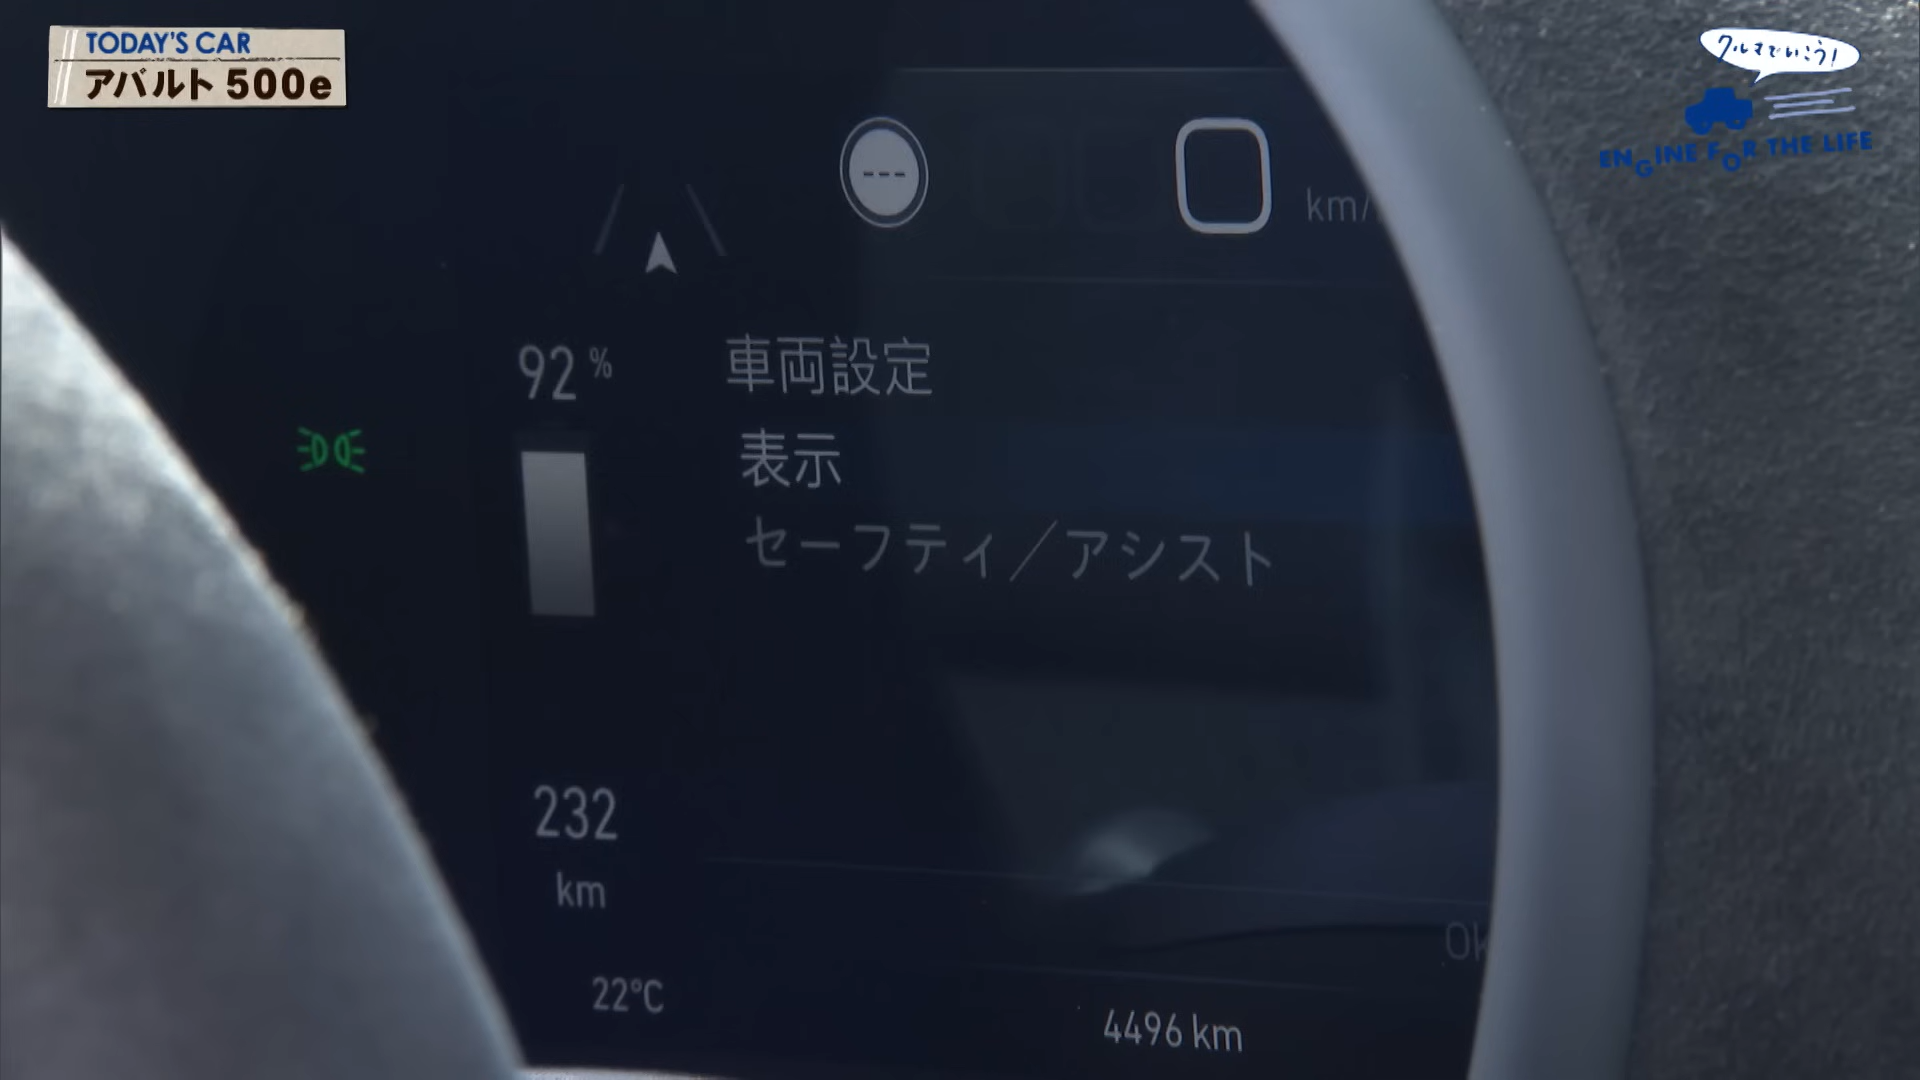 TODAY'S CAR
アバルト 500e
クルマでいこう!
ENGINE FOR THE LIFE
---
0 km/
92 %
車両設定
表示
セーフティ/アシスト
232
km
22°C
4496 km